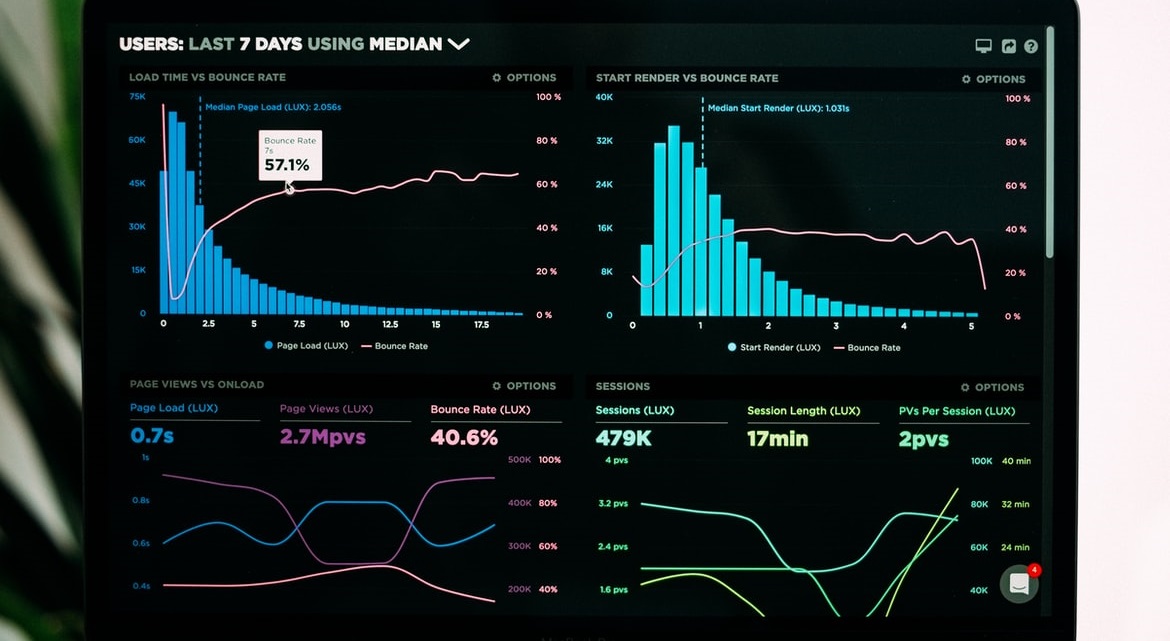 USERS: LAST 7 DAYS USING MEDIAN
?
LOAD TIME VS BOUNCE RATE
OPTIONS
75K
60K
45K
30K
15K
0
Median Page Load (LUX): 2.056s
Bounce Rate
7s
57.1%
100 %
80 %
60 %
40 %
20 %
0 %
0 2.5 5 7.5 10 12.5 15 17.5
Page Load (LUX) Bounce Rate
START RENDER VS BOUNCE RATE
OPTIONS
40K
32K
24K
16K
8K
0
Median Start Render (LUX): 1.031s
100 %
80 %
60 %
40 %
20 %
0 %
0 1 2 3 4 5
Start Render (LUX) Bounce Rate
PAGE VIEWS VS ONLOAD
OPTIONS
Page Load (LUX) Page Views (LUX) Bounce Rate (LUX)
0.7s 2.7Mpvs 40.6%
1s
0.8s
0.6s
0.4s
500K 100%
400K 80%
300K 60%
200K 40%
SESSIONS
OPTIONS
Sessions (LUX) Session Length (LUX) PVs Per Session (LUX)
479K 17min 2pvs
4 pvs
3.2 pvs
2.4 pvs
1.6 pvs
100K 40 min
80K 32 min
60K 24 min
40K
4